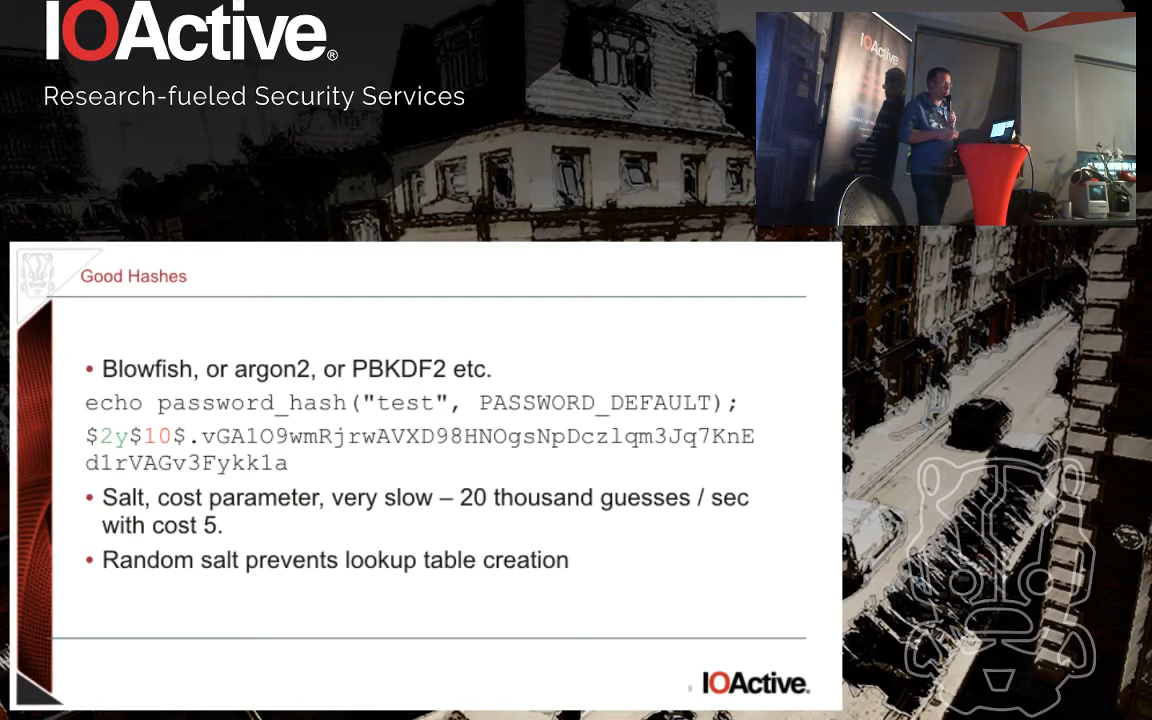 IOActive®
Research-fueled Security Services
IOActive
Good Hashes
• Blowfish, or argon2, or PBKDF2 etc.
echo password_hash("test", PASSWORD_DEFAULT);
$2y$10$.vGA1O9wmRjrwAVXD98HNOgsNpDczlqm3Jq7KnE
d1rVAGv3Fykk1a
• Salt, cost parameter, very slow – 20 thousand guesses / sec
with cost 5.
• Random salt prevents lookup table creation
9
IOActive.